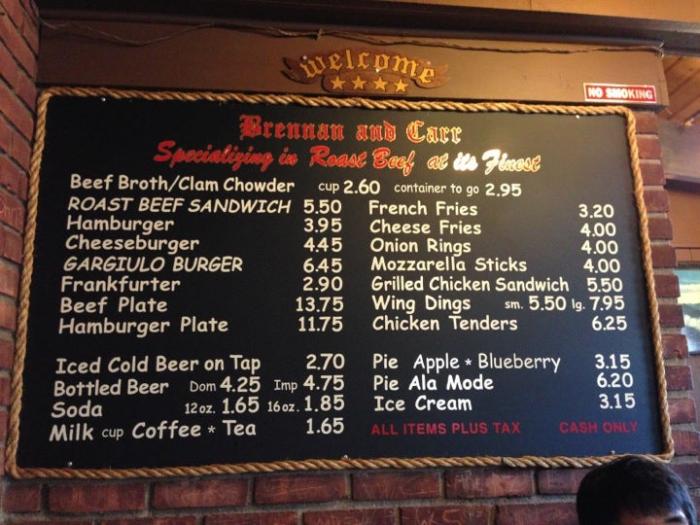 welcome
NO SMOKING
Brennan and Carr
Specializing in Roast Beef at its Finest
Beef Broth/Clam Chowder cup 2.60 container to go 2.95
ROAST BEEF SANDWICH 5.50
Hamburger 3.95
Cheeseburger 4.45
GARGIULO BURGER 6.45
Frankfurter 2.90
Beef Plate 13.75
Hamburger Plate 11.75
French Fries 3.20
Cheese Fries 4.00
Onion Rings 4.00
Mozzarella Sticks 4.00
Grilled Chicken Sandwich 5.50
Wing Dings sm. 5.50 lg. 7.95
Chicken Tenders 6.25
Iced Cold Beer on Tap 2.70
Bottled Beer Dom 4.25 Imp 4.75
Soda 12 oz. 1.65 16 oz. 1.85
Milk cup Coffee * Tea 1.65
Pie Apple * Blueberry 3.15
Pie Ala Mode 6.20
Ice Cream 3.15
ALL ITEMS PLUS TAX CASH ONLY